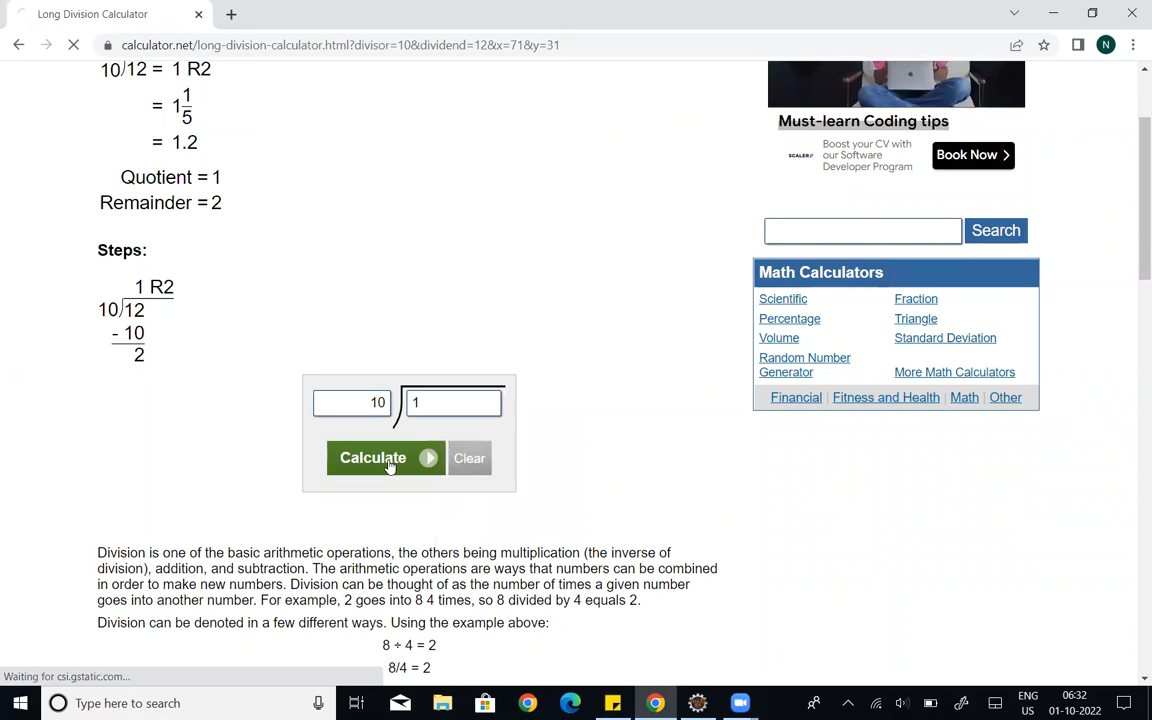 Long Division Calculator
calculator.net/long-division-calculator.html?divisor=10&dividend=12&x=71&y=31
N
10)12 = 1 R2
= 1 1/5
= 1.2
Quotient = 1
Remainder = 2
Steps:
1 R2
10)12
- 10
2
10 1
Calculate Clear
Division is one of the basic arithmetic operations, the others being multiplication (the inverse of
division), addition, and subtraction. The arithmetic operations are ways that numbers can be combined
in order to make new numbers. Division can be thought of as the number of times a given number
goes into another number. For example, 2 goes into 8 4 times, so 8 divided by 4 equals 2.
Division can be denoted in a few different ways. Using the example above:
8 ÷ 4 = 2
8/4 = 2
Must-learn Coding tips
SCALER
Boost your CV with
our Software
Developer Program
Book Now >
Search
Math Calculators
Scientific Fraction
Percentage Triangle
Volume Standard Deviation
Random Number
Generator More Math Calculators
Financial | Fitness and Health | Math | Other
Waiting for csi.gstatic.com...
Type here to search
ENG
US
06:32
01-10-2022